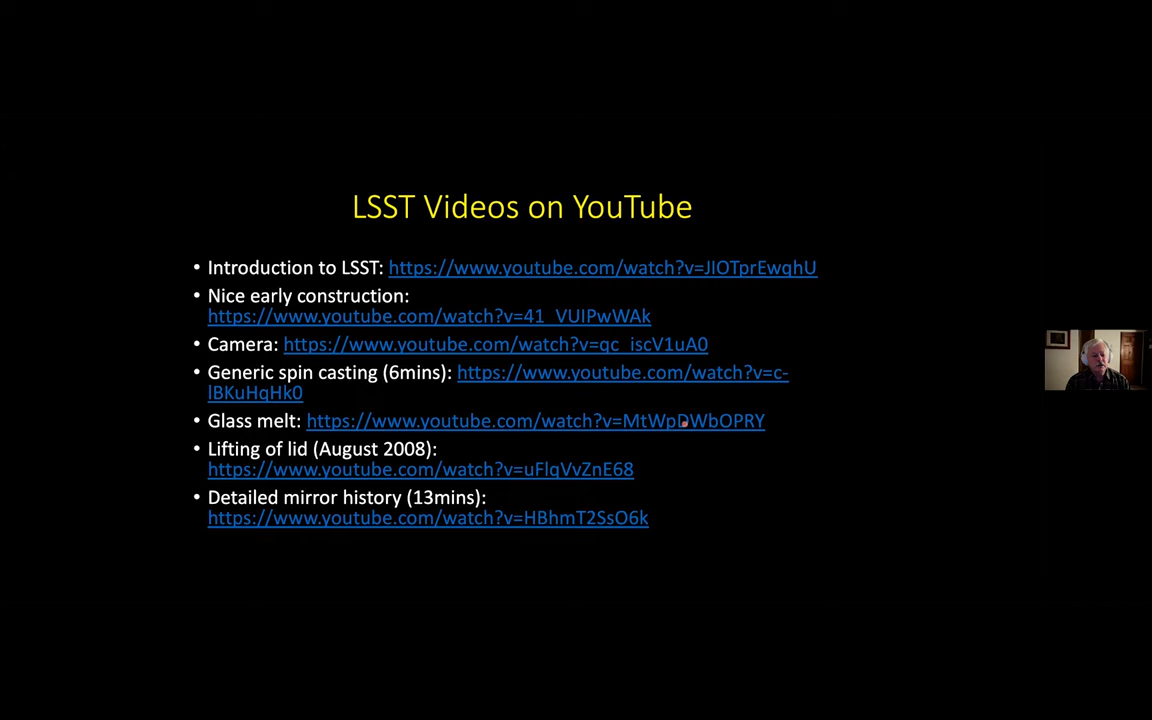 LSST Videos on YouTube
• Introduction to LSST: https://www.youtube.com/watch?v=JIOTprEwqhU
• Nice early construction:
https://www.youtube.com/watch?v=41_VUIPwWAk
• Camera: https://www.youtube.com/watch?v=qc_iscV1uA0
• Generic spin casting (6mins): https://www.youtube.com/watch?v=c-
lBKuHqHk0
• Glass melt: https://www.youtube.com/watch?v=MtWpDWbOPRY
• Lifting of lid (August 2008):
https://www.youtube.com/watch?v=uFlqVvZnE68
• Detailed mirror history (13mins):
https://www.youtube.com/watch?v=HBhmT2SsO6k